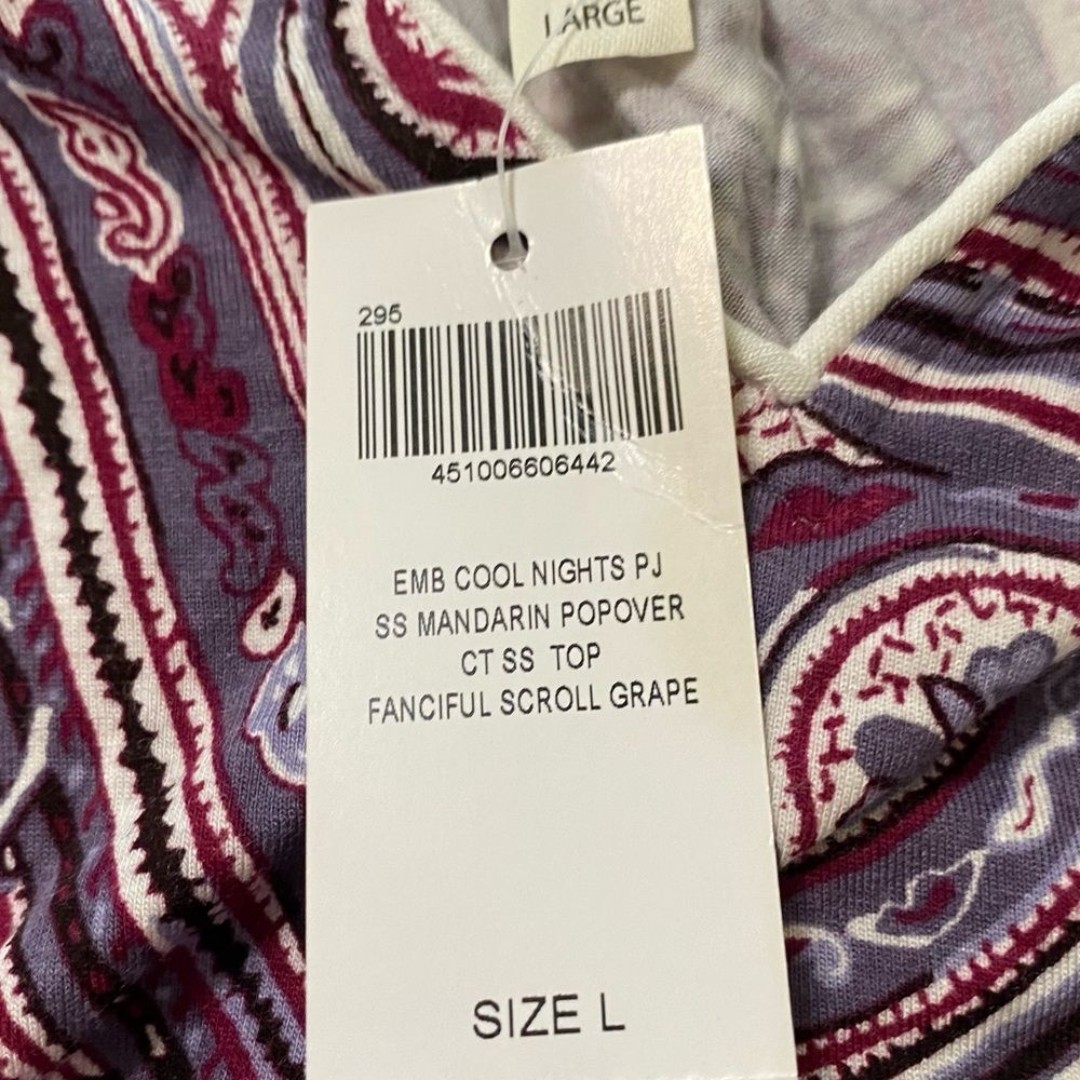 LARGE
295
451006606442
EMB COOL NIGHTS PJ
SS MANDARIN POPOVER
CT SS TOP
FANCIFUL SCROLL GRAPE
SIZE L